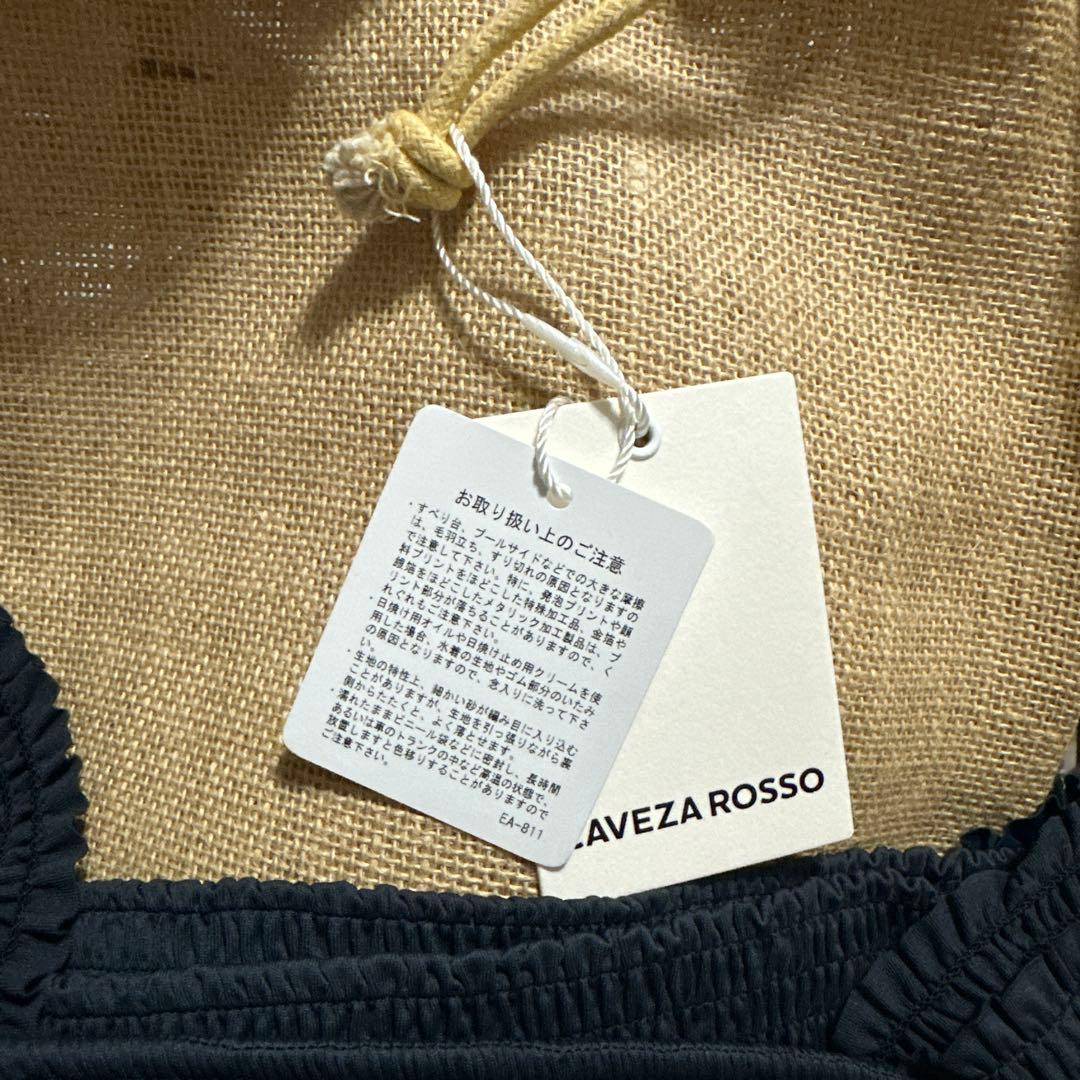 お取り扱い上のご注意
・すべり台、プールサイドなどでの大きな摩擦
は、毛羽立ち、すり切れの原因となりますの
で注意して下さい。特に、発泡プリントや顔
料プリントをほどこした特殊加工品、金箔や
銀箔をほどこしたメタリック加工製品は、プ
リント部分が落ちることがありますので、く
れぐれもご注意下さい。
・日焼け用オイルや日焼け止め用クリームを使
用した場合、水着の生地やゴム部分のいたみ
の原因となりますので、念入りに洗って下さ
い。
・生地の特性上、細かい砂が編み目に入り込む
ことがありますが、生地を引っ張りながら裏
側からたたくと、よく落とせます。
・濡れたままビニール袋などに密封し、長時間
あるいは車のトランクの中など高温の状態で、
放置しますと色移りすることがありますので
ご注意下さい。
EA-811
CAVEZA ROSSO